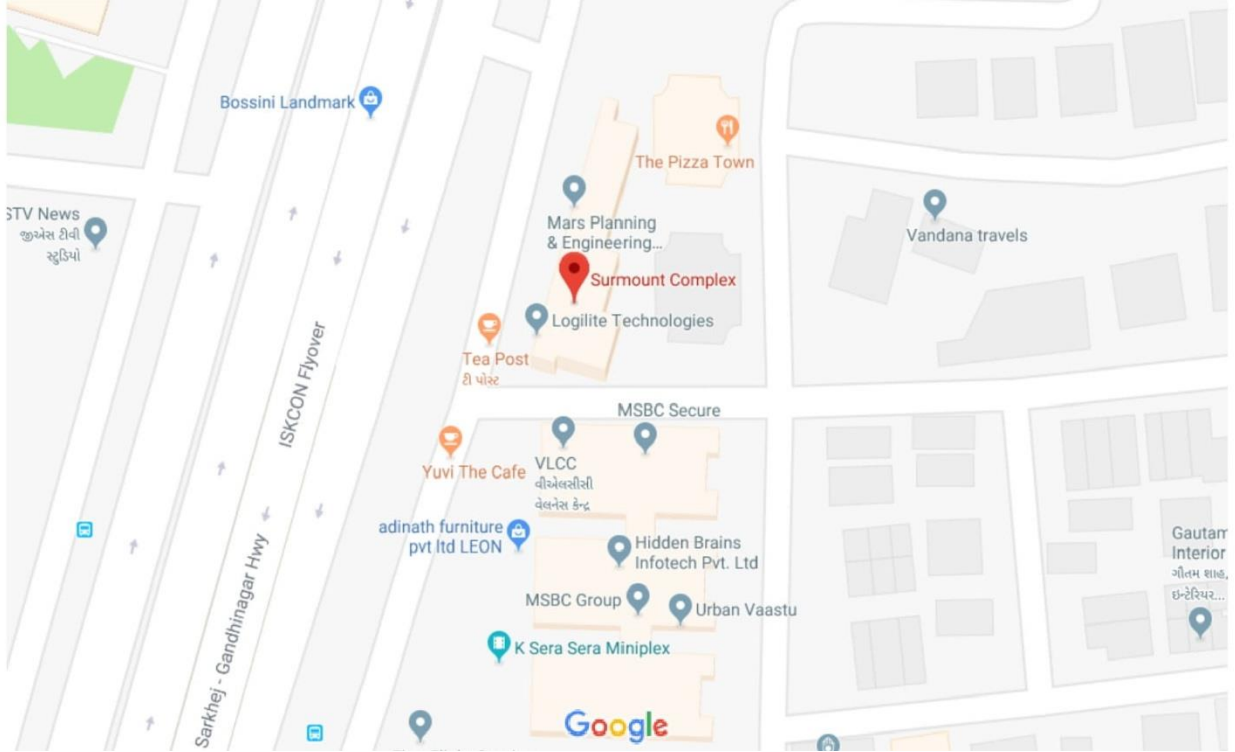 Bossini Landmark
The Pizza Town
STV News
જીએસ ટીવી
સ્ટુડિયો
Mars Planning
& Engineering...
Vandana travels
Surmount Complex
Logilite Technologies
Tea Post
ટી પોસ્ટ
ISKCON Flyover
MSBC Secure
Yuvi The Cafe
VLCC
વીએલસીસી
વેલનેસ કેન્દ્ર
adinath furniture
pvt ltd LEON
Hidden Brains
Infotech Pvt. Ltd
Gautam
Interior
ગૌતમ શાહ,
ઇન્ટેરિયર...
MSBC Group
Urban Vaastu
Sarkhej - Gandhinagar Hwy
K Sera Sera Miniplex
Google